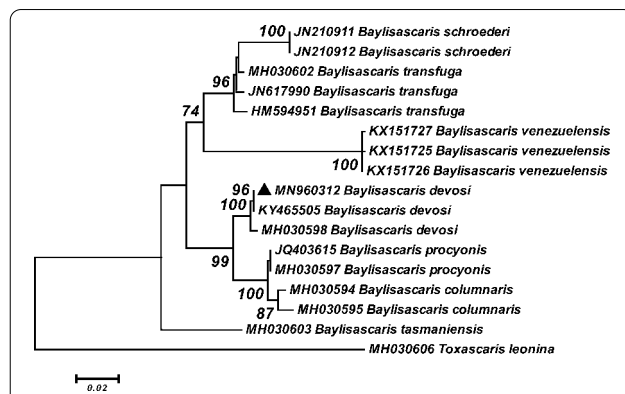 100 JN210911 Baylisascaris schroederi
JN210912 Baylisascaris schroederi
MH030602 Baylisascaris transfuga
96 JN617990 Baylisascaris transfuga
HM594951 Baylisascaris transfuga
74
KX151727 Baylisascaris venezuelensis
KX151725 Baylisascaris venezuelensis
100 KX151726 Baylisascaris venezuelensis
96 MN960312 Baylisascaris devosi
100 KY465505 Baylisascaris devosi
MH030598 Baylisascaris devosi
99 JQ403615 Baylisascaris procyonis
MH030597 Baylisascaris procyonis
100 MH030594 Baylisascaris columnaris
87 MH030595 Baylisascaris columnaris
MH030603 Baylisascaris tasmaniensis
MH030606 Toxascaris leonina
0.02